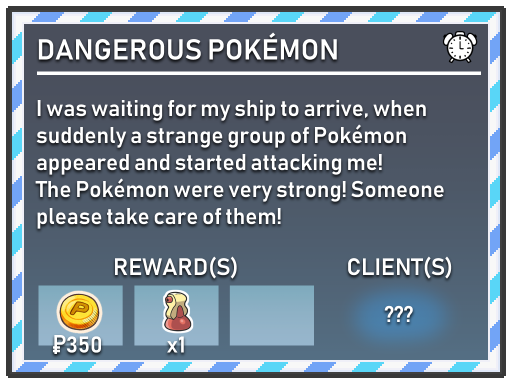 DANGEROUS POKÉMON
I was waiting for my ship to arrive, when
suddenly a strange group of Pokémon
appeared and started attacking me!
The Pokémon were very strong! Someone
please take care of them!
REWARD(S) CLIENT(S)
P
₽350 x1 ???